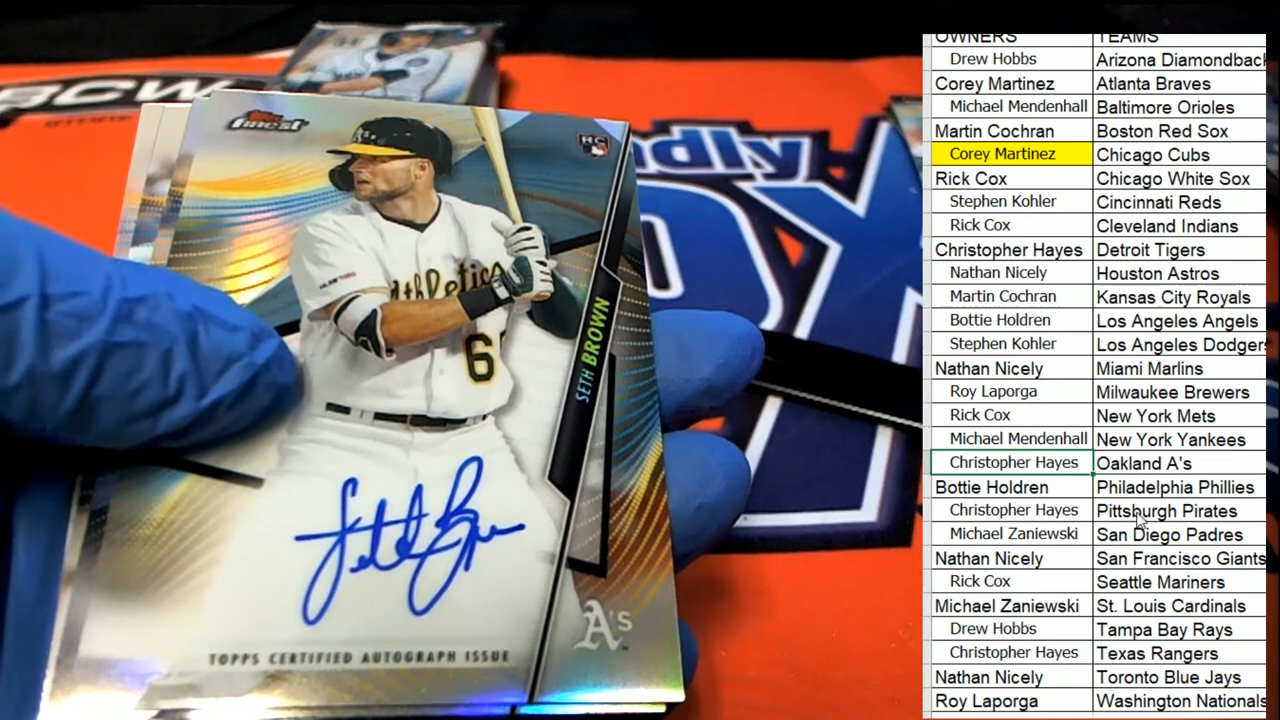 BCW
Topps
finest
A's
RC
Athletics
6
SETH BROWN
Seth Brown
A's
TOPPS CERTIFIED AUTOGRAPH ISSUE
ndly
OX
OWNERS TEAMS
Drew Hobbs Arizona Diamondback
Corey Martinez Atlanta Braves
Michael Mendenhall Baltimore Orioles
Martin Cochran Boston Red Sox
Corey Martinez Chicago Cubs
Rick Cox Chicago White Sox
Stephen Kohler Cincinnati Reds
Rick Cox Cleveland Indians
Christopher Hayes Detroit Tigers
Nathan Nicely Houston Astros
Martin Cochran Kansas City Royals
Bottie Holdren Los Angeles Angels
Stephen Kohler Los Angeles Dodgers
Nathan Nicely Miami Marlins
Roy Laporga Milwaukee Brewers
Rick Cox New York Mets
Michael Mendenhall New York Yankees
Christopher Hayes Oakland A's
Bottie Holdren Philadelphia Phillies
Christopher Hayes Pittsburgh Pirates
Michael Zaniewski San Diego Padres
Nathan Nicely San Francisco Giants
Rick Cox Seattle Mariners
Michael Zaniewski St. Louis Cardinals
Drew Hobbs Tampa Bay Rays
Christopher Hayes Texas Rangers
Nathan Nicely Toronto Blue Jays
Roy Laporga Washington Nationals